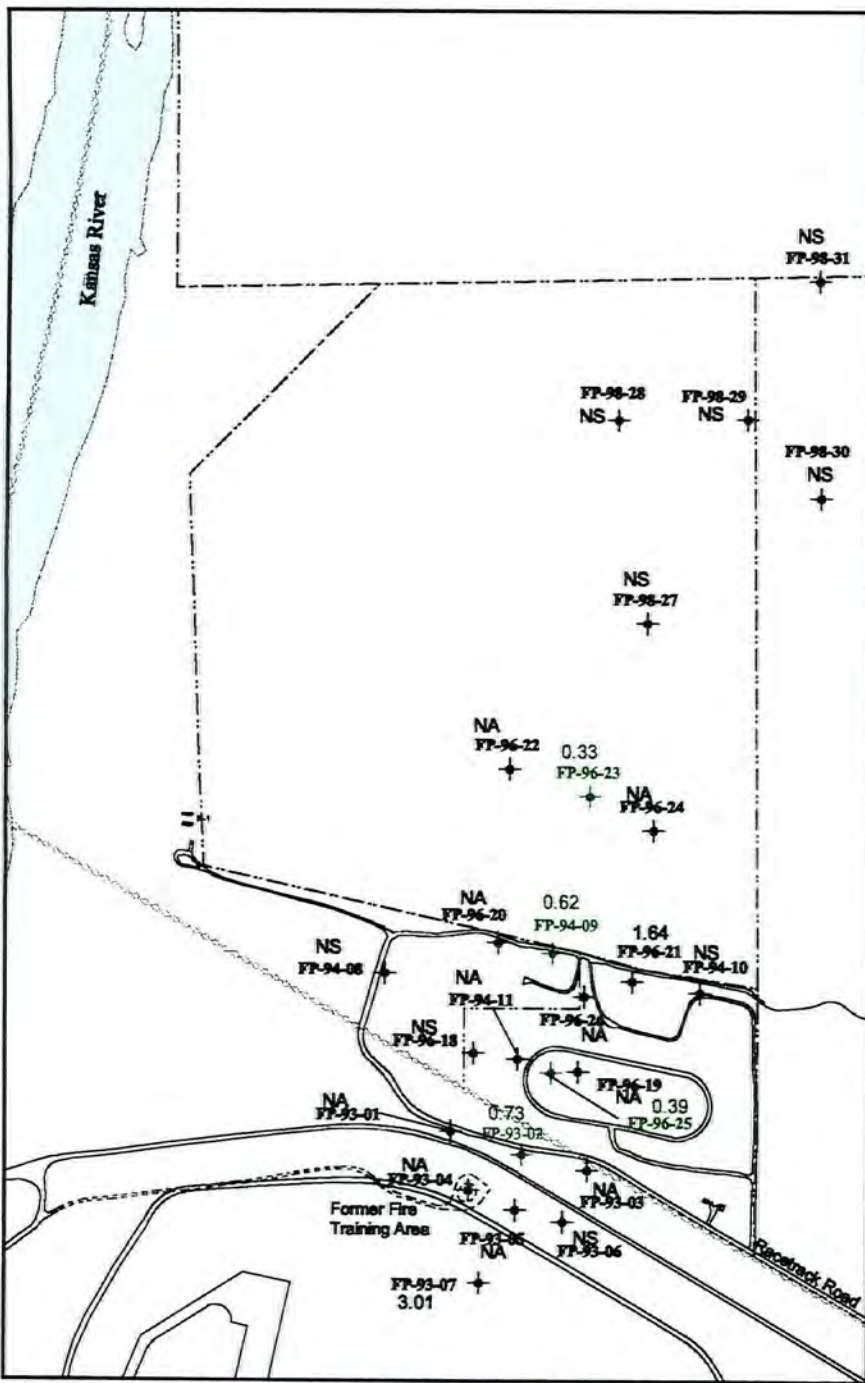 Kansas River
NS
FP-98-31
FP-98-28
NS
FP-98-29
NS
FP-98-30
NS
NS
FP-98-27
NA
FP-96-22
0.33
FP-96-23
NA
FP-96-24
NA
FP-96-20
0.62
FP-94-09
1.64
FP-96-21
NS
FP-94-10
NS
FP-94-08
NA
FP-94-11
FP-96-26
NA
NS
FP-96-18
FP-96-19
NA
0.39
FP-96-25
NA
FP-93-01
0.73
FP-93-02
NA
FP-93-04
NA
FP-93-03
Former Fire
Training Area
FP-93-05
NA
NS
FP-93-06
FP-93-07
3.01
Racetrack Road